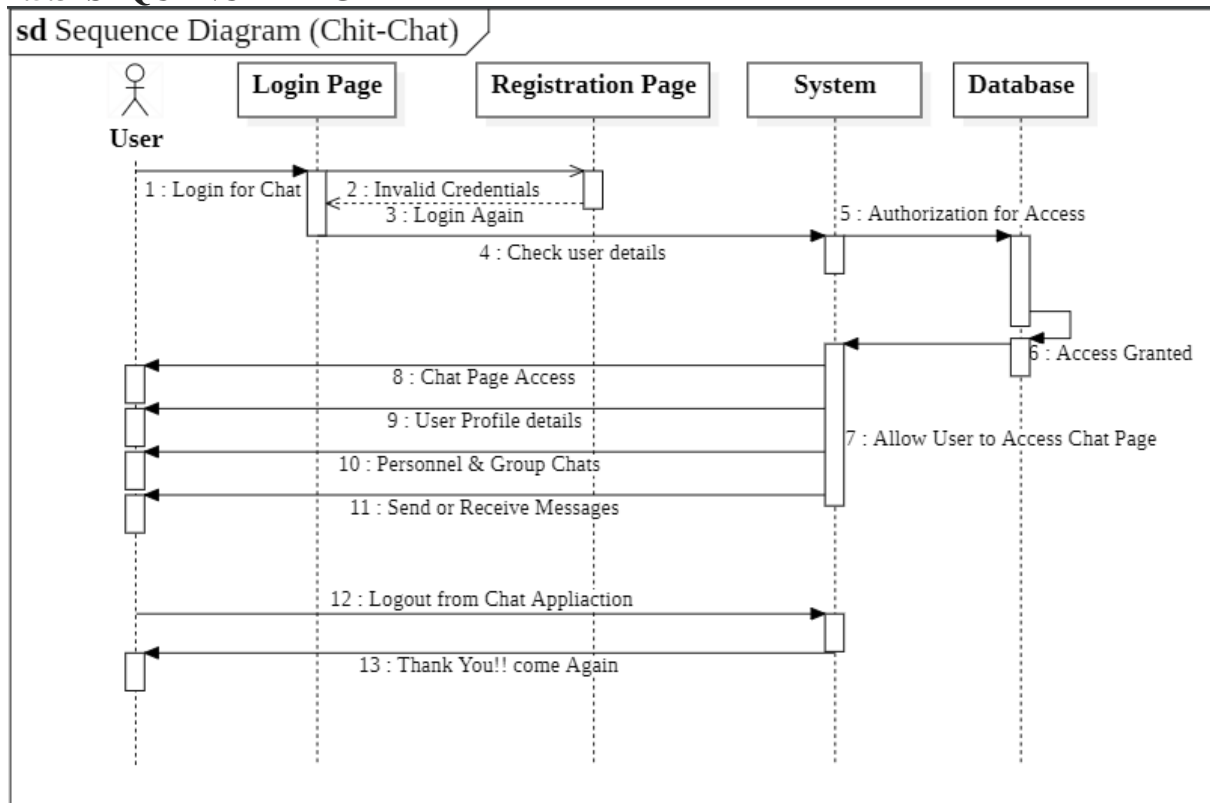 sd Sequence Diagram (Chit-Chat)
User
Login Page
Registration Page
System
Database
1 : Login for Chat
2 : Invalid Credentials
3 : Login Again
4 : Check user details
5 : Authorization for Access
6 : Access Granted
7 : Allow User to Access Chat Page
8 : Chat Page Access
9 : User Profile details
10 : Personnel & Group Chats
11 : Send or Receive Messages
12 : Logout from Chat Appliaction
13 : Thank You!! come Again